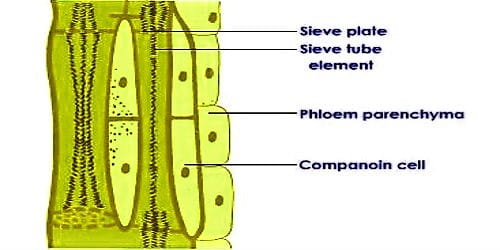 Sieve plate
Sieve tube
element
Phloem parenchyma
Companoin cell